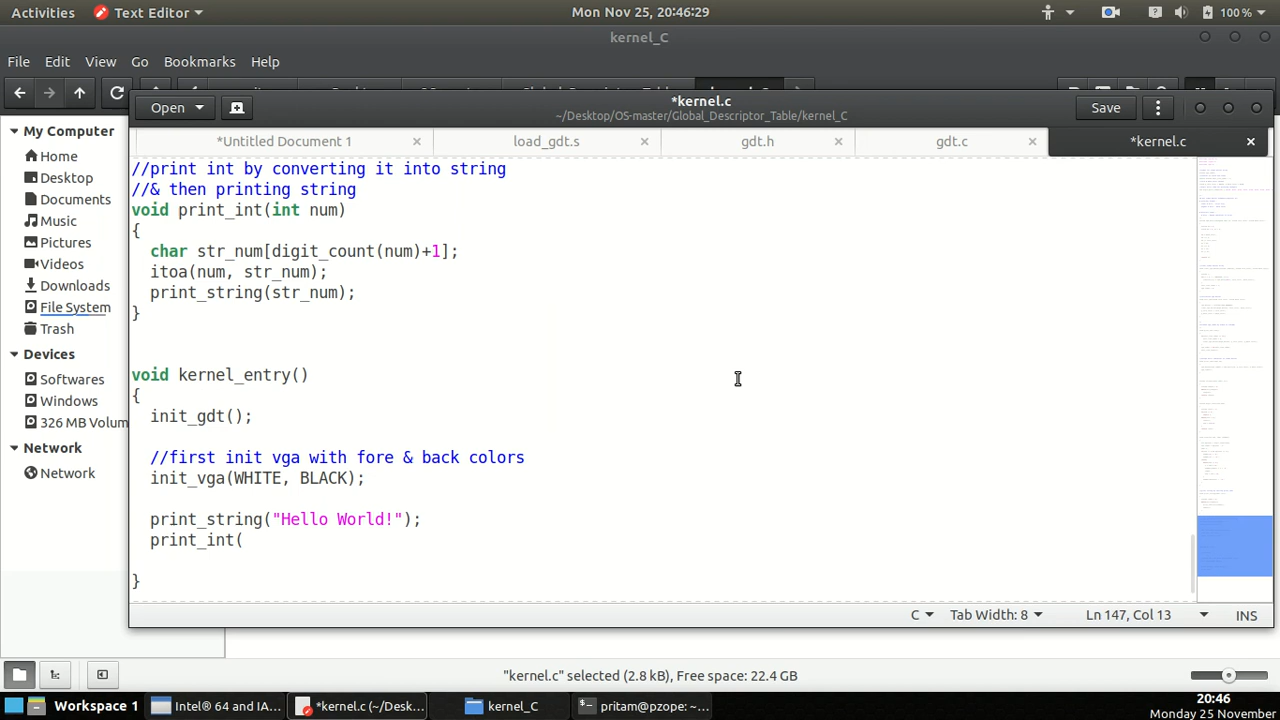 Activities Text Editor Mon Nov 25, 20:46:29 100 %
kernel_C
File Edit View Go Bookmarks Help
Open *kernel.c Save
~/Desktop/OS-master/Global_Descriptor_Table/kernel_C
*Untitled Document 1 load_gdt.s gdt.h gdt.c *kernel.c
My Computer
Home
Desktop
Documents
Music
Pictures
Videos
Downloads
File System
Trash
Devices
Softwares
Windows
Network
Network
//print int by converting it into string
//& then printing string
void print_int(int num)
{
char str_num[digit_count(num)+1];
itoa(num, str_num);
print_string(str_num);
}
void kernel_entry()
{
init_gdt();
//first init vga with fore & back colors
init_vga(WHITE, BLACK);
print_string("Hello World!");
print_int(
}
C Tab Width: 8 Ln 147, Col 13 INS
"kernel.c" selected (2.8 kB), Free space: 22.4 GB
Workspace 1 Intel® 64 and IA... *kernel.c (~/Desk... kernel_C pritam@pzope: ~...
20:46
Monday 25 November